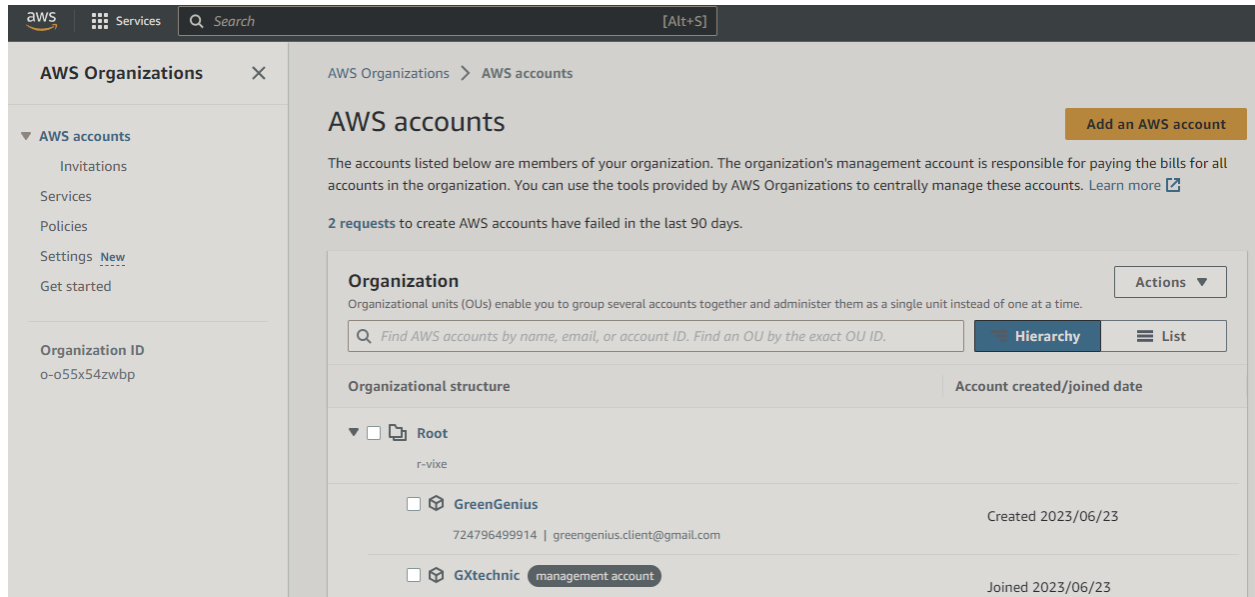 aws Services Search [Alt+S]
AWS Organizations
AWS accounts
Invitations
Services
Policies
Settings New
Get started
Organization ID
o-o55x54zwbp
AWS Organizations AWS accounts
AWS accounts
Add an AWS account
The accounts listed below are members of your organization. The organization's management account is responsible for paying the bills for all
accounts in the organization. You can use the tools provided by AWS Organizations to centrally manage these accounts. Learn more
2 requests to create AWS accounts have failed in the last 90 days.
Organization
Actions
Organizational units (OUs) enable you to group several accounts together and administer them as a single unit instead of one at a time.
Find AWS accounts by name, email, or account ID. Find an OU by the exact OU ID.
Hierarchy List
Organizational structure Account created/joined date
Root
r-vixe
GreenGenius
Created 2023/06/23
724796499914 | greengenius.client@gmail.com
GXtechnic management account
Joined 2023/06/23